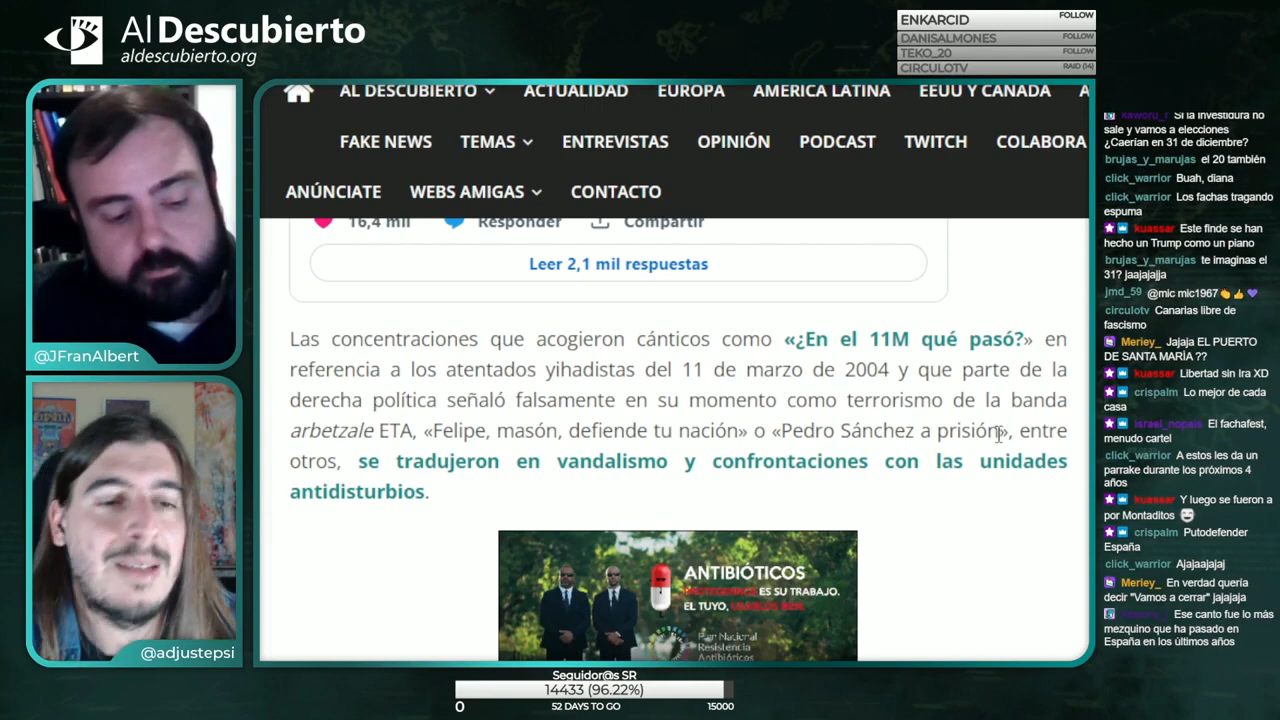 Al Descubierto
aldescubierto.org
ENKARCID FOLLOW
DANISALMONES FOLLOW
TEKO_20 FOLLOW
CIRCULOTV RAID (14)
AL DESCUBIERTO ACTUALIDAD EUROPA AMÉRICA LATINA EEUU Y CANADÁ A
FAKE NEWS TEMAS ENTREVISTAS OPINIÓN PODCAST TWITCH COLABORA
ANÚNCIATE WEBS AMIGAS CONTACTO
16,4 mil Responder Compartir
Leer 2,1 mil respuestas
Las concentraciones que acogieron cánticos como «¿En el 11M qué pasó?» en
referencia a los atentados yihadistas del 11 de marzo de 2004 y que parte de la
derecha política señaló falsamente en su momento como terrorismo de la banda
arbetzale ETA, «Felipe, masón, defiende tu nación» o «Pedro Sánchez a prisión», entre
otros, se tradujeron en vandalismo y confrontaciones con las unidades
antidisturbios.
ANTIBIÓTICOS
PROTEGERNOS ES SU TRABAJO.
EL TUYO, USARLOS BIEN.
Plan Nacional
Resistencia
Antibióticos
@JFranAlbert
@adjustepsi
Si la investidura no
sale y vamos a elecciones
¿Caerían en 31 de diciembre?
brujas_y_marujas el 20 también
click_warrior Buah, diana
click_warrior Los fachas tragando
espuma
kuassar Este finde se han
hecho un Trump como un piano
brujas_y_marujas te imaginas el
31? jaajajajja
jmd_59 @mic mic1967
circulotv Canarias libre de
fascismo
Meriey_ Jajaja EL PUERTO
DE SANTA MARÍA ??
kuassar Libertad sin Ira XD
crispalm Lo mejor de cada
casa
israel_nopais El fachafest,
menudo cartel
click_warrior A estos les da un
parrake durante los próximos 4
años
kuassar Y luego se fueron a
por Montaditos
crispalm Putodefender
España
click_warrior Ajajaajajaj
Meriey_ En verdad quería
decir "Vamos a cerrar" jajajaja
Ese canto fue lo más
mezquino que ha pasado en
España en los últimos años
Seguidor@s SR
14433 (96.22%)
0 52 DAYS TO GO 15000